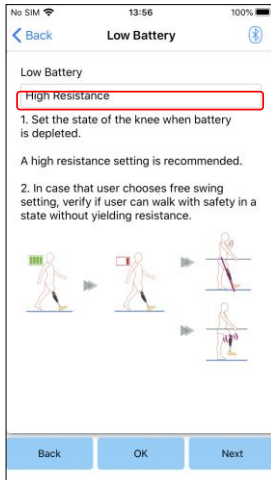 No SIM 13:56 100%
Back Low Battery
Low Battery
High Resistance
1. Set the state of the knee when battery
is depleted.
A high resistance setting is recommended.
2. In case that user chooses free swing
setting, verify if user can walk with safety in a
state without yielding resistance.
Back OK Next